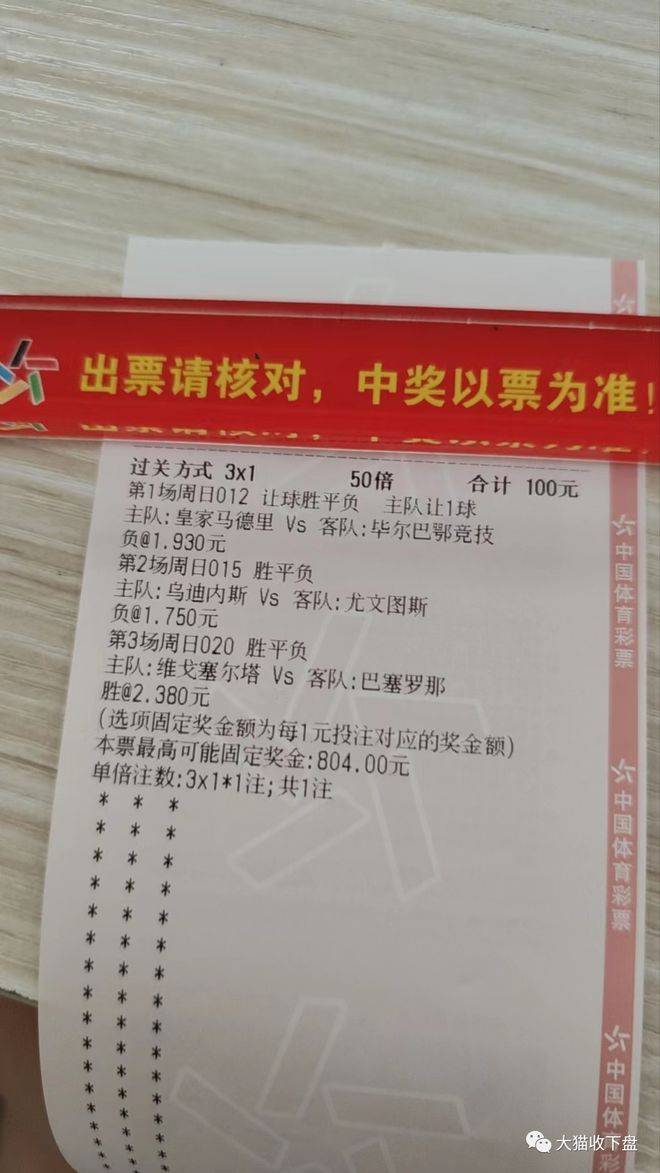 出票请核对，中奖以票为准！
过关方式 3x1 50倍 合计 100元
第1场周日012 让球胜平负 主队让1球
主队:皇家马德里 Vs 客队:毕尔巴鄂竞技
负@1.930元
第2场周日015 胜平负
主队:乌迪内斯 Vs 客队:尤文图斯
负@1.750元
第3场周日020 胜平负
主队:维戈塞尔塔 Vs 客队:巴塞罗那
胜@2.380元
(选项固定奖金额为每1元投注对应的奖金额)
本票最高可能固定奖金:804.00元
单倍注数:3x1*1注;共1注
* * *
* * *
* * *
* * *
* * *
* * *
* * *
* * *
* * *
* * *
* * *
* * *
* * *
中国体育彩票
中国体育彩票
中国体育
大猫收下盘